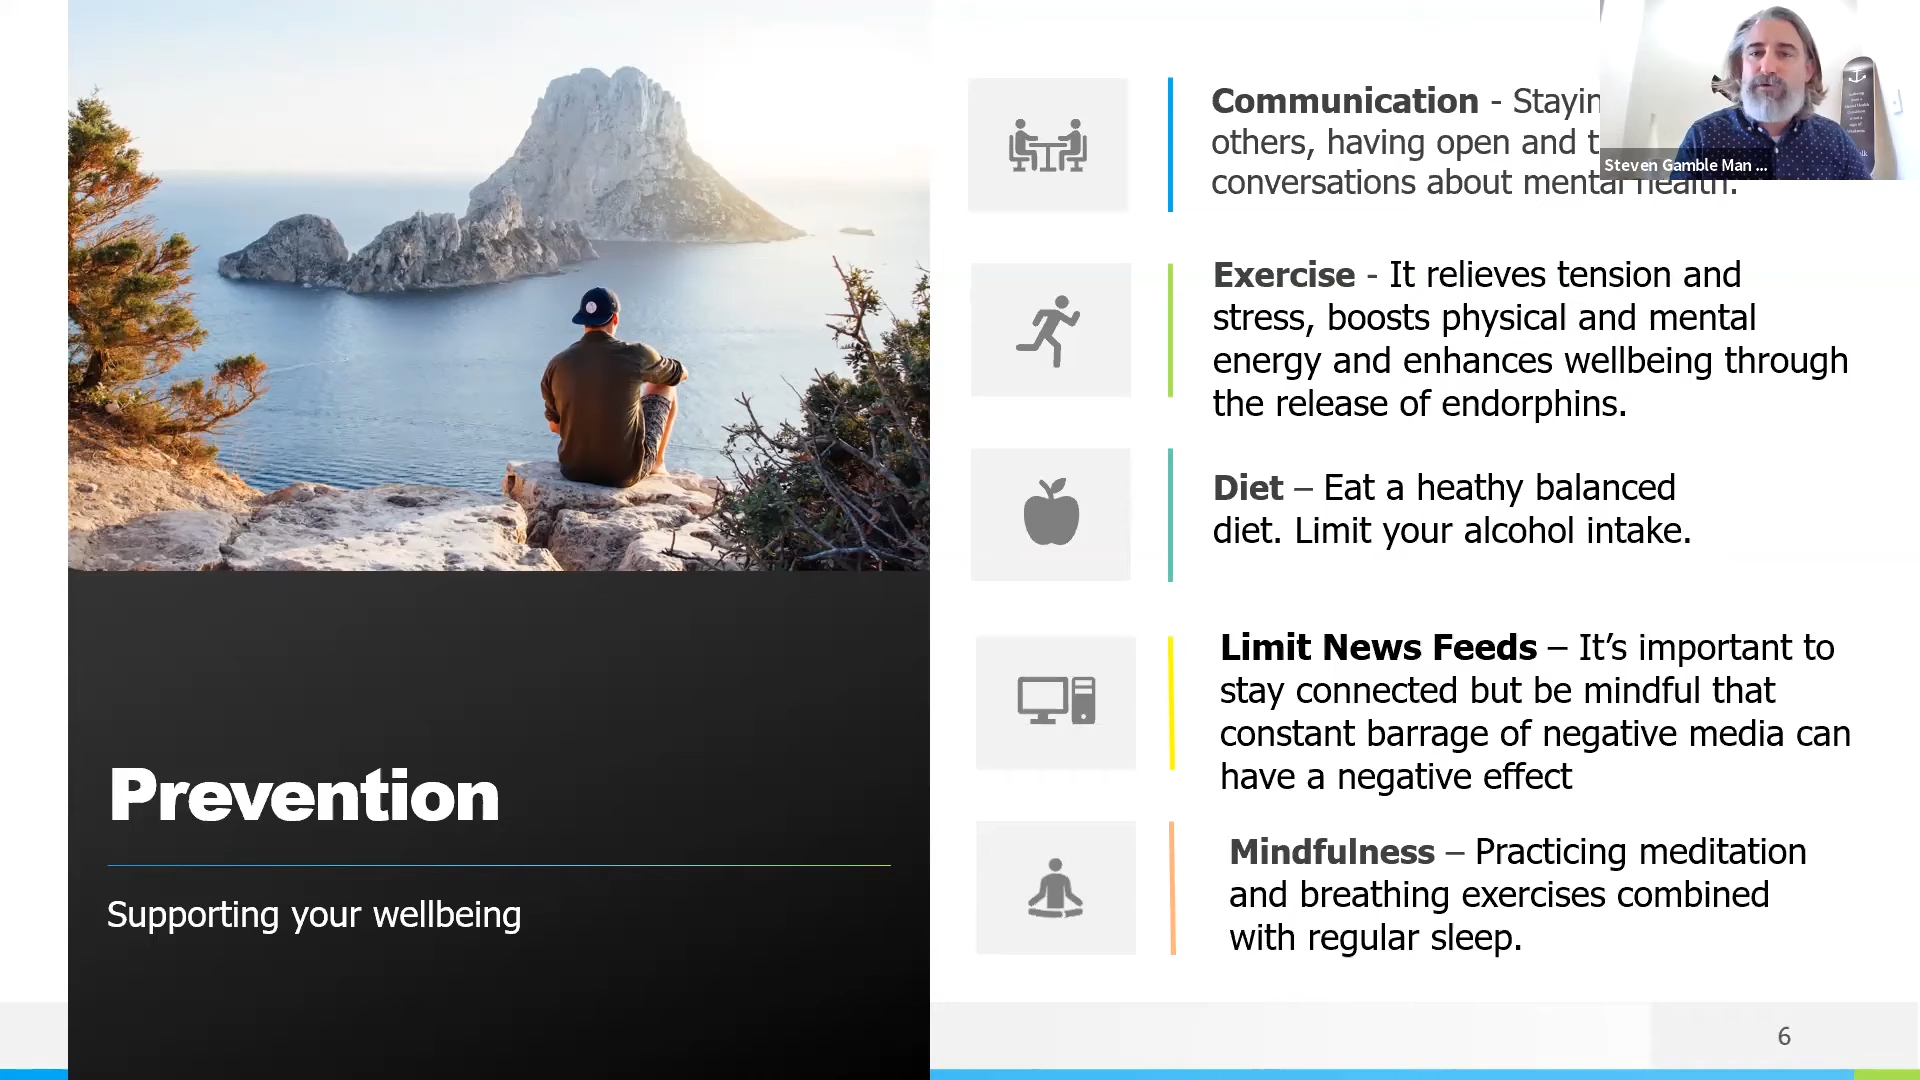 Communication - Stayin
others, having open and t
conversations about mental health.
Steven Gamble Man ...
Exercise - It relieves tension and
stress, boosts physical and mental
energy and enhances wellbeing through
the release of endorphins.
Diet – Eat a heathy balanced
diet. Limit your alcohol intake.
Limit News Feeds – It’s important to
stay connected but be mindful that
constant barrage of negative media can
have a negative effect
Mindfulness – Practicing meditation
and breathing exercises combined
with regular sleep.
Prevention
Supporting your wellbeing
6